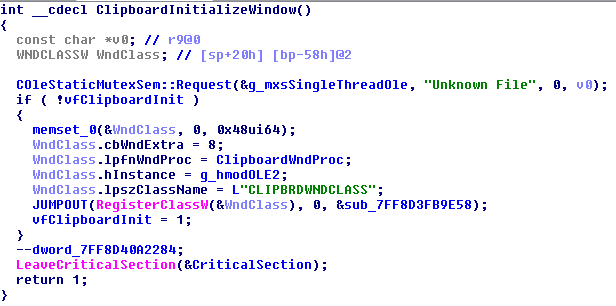 int __cdecl ClipboardInitializeWindow()
{
  const char *v0; // r9@0
  WNDCLASSW WndClass; // [sp+20h] [bp-58h]@2

  COleStaticMutexSem::Request(&g_mxsSingleThreadOle, "Unknown File", 0, v0);
  if ( !vfClipboardInit )
  {
    memset_0(&WndClass, 0, 0x48ui64);
    WndClass.cbWndExtra = 8;
    WndClass.lpfnWndProc = ClipboardWndProc;
    WndClass.hInstance = g_hmodOLE2;
    WndClass.lpszClassName = L"CLIPBRDWNDCLASS";
    JUMPOUT(RegisterClassW(&WndClass), 0, &sub_7FF8D3FB9E58);
    vfClipboardInit = 1;
  }
  --dword_7FF8D40A2284;
  LeaveCriticalSection(&CriticalSection);
  return 1;
}